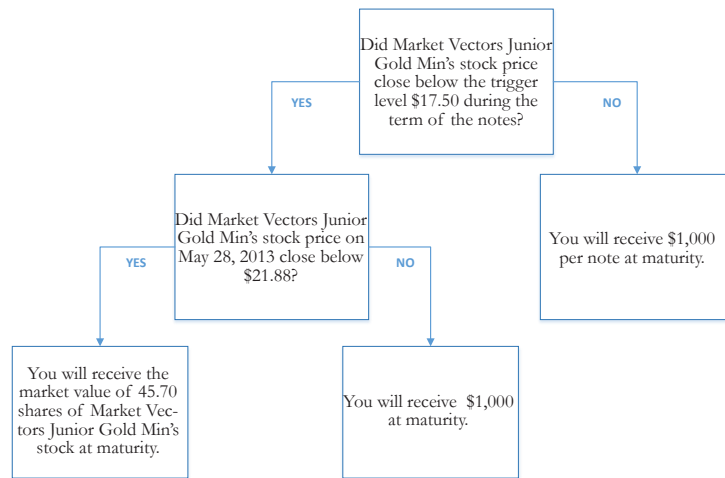 Did Market Vectors Junior
Gold Min's stock price
close below the trigger
level $17.50 during the
term of the notes?
YES
NO
Did Market Vectors Junior
Gold Min's stock price on
May 28, 2013 close below
$21.88?
You will receive $1,000
per note at maturity.
YES
NO
You will receive the
market value of 45.70
shares of Market Vec-
tors Junior Gold Min's
stock at maturity.
You will receive $1,000
at maturity.